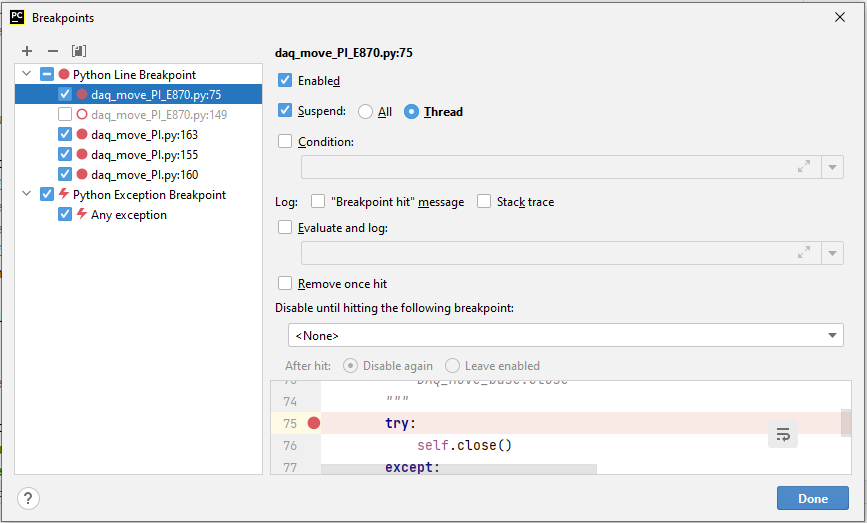 PC Breakpoints
daq_move_PI_E870.py:75
Python Line Breakpoint
daq_move_PI_E870.py:75
daq_move_PI_E870.py:149
daq_move_PI.py:163
daq_move_PI.py:155
daq_move_PI.py:160
Python Exception Breakpoint
Any exception
Enabled
Suspend: All Thread
Condition:
Log: "Breakpoint hit" message Stack trace
Evaluate and log:
Remove once hit
Disable until hitting the following breakpoint:
<None>
After hit: Disable again Leave enabled
73 DAQ_Move_base.close
74 """
75 try:
76 self.close()
77 except:
? Done